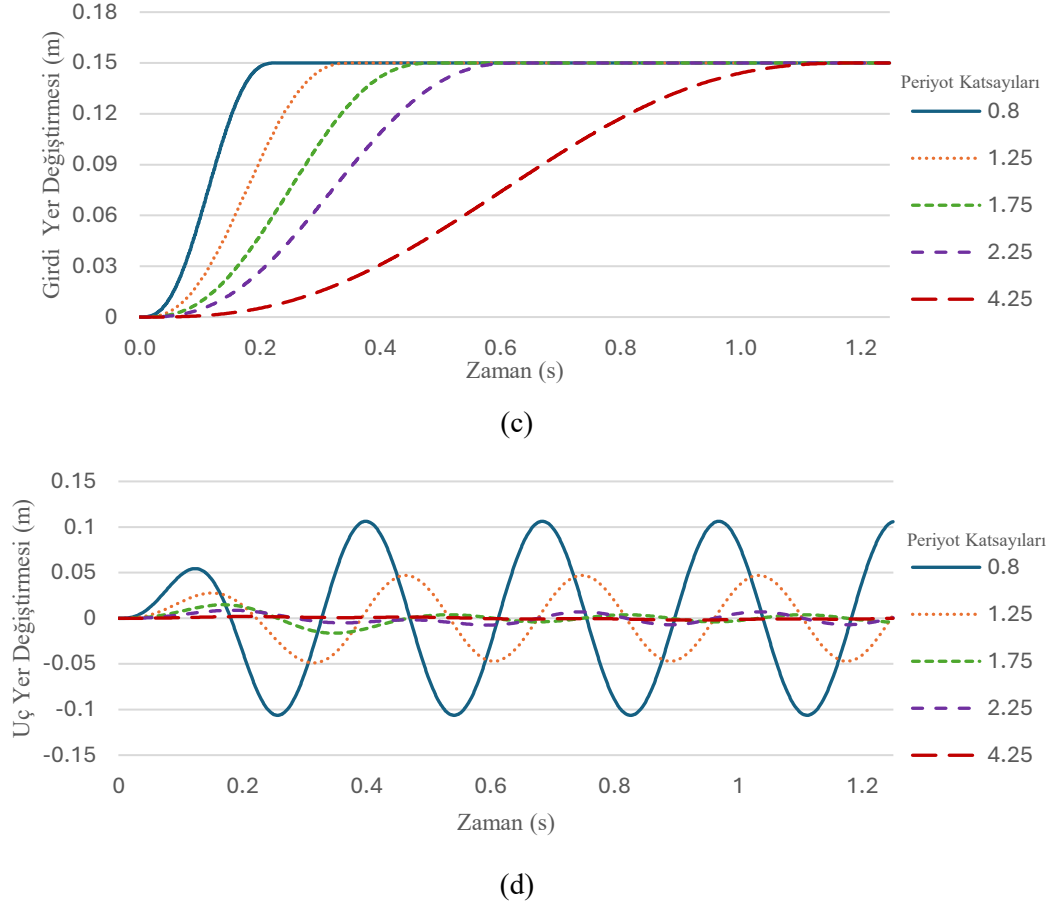 0.18
0.15
0.12
0.09
0.06
0.03
0
Girdi Yer Değiştirmesi (m)
0.0 0.2 0.4 0.6 0.8 1.0 1.2
Zaman (s)
Periyot Katsayıları
0.8
1.25
1.75
2.25
4.25
(c)
0.15
0.1
0.05
0
-0.05
-0.1
-0.15
Uç Yer Değiştirmesi (m)
0 0.2 0.4 0.6 0.8 1 1.2
Zaman (s)
Periyot Katsayıları
0.8
1.25
1.75
2.25
4.25
(d)